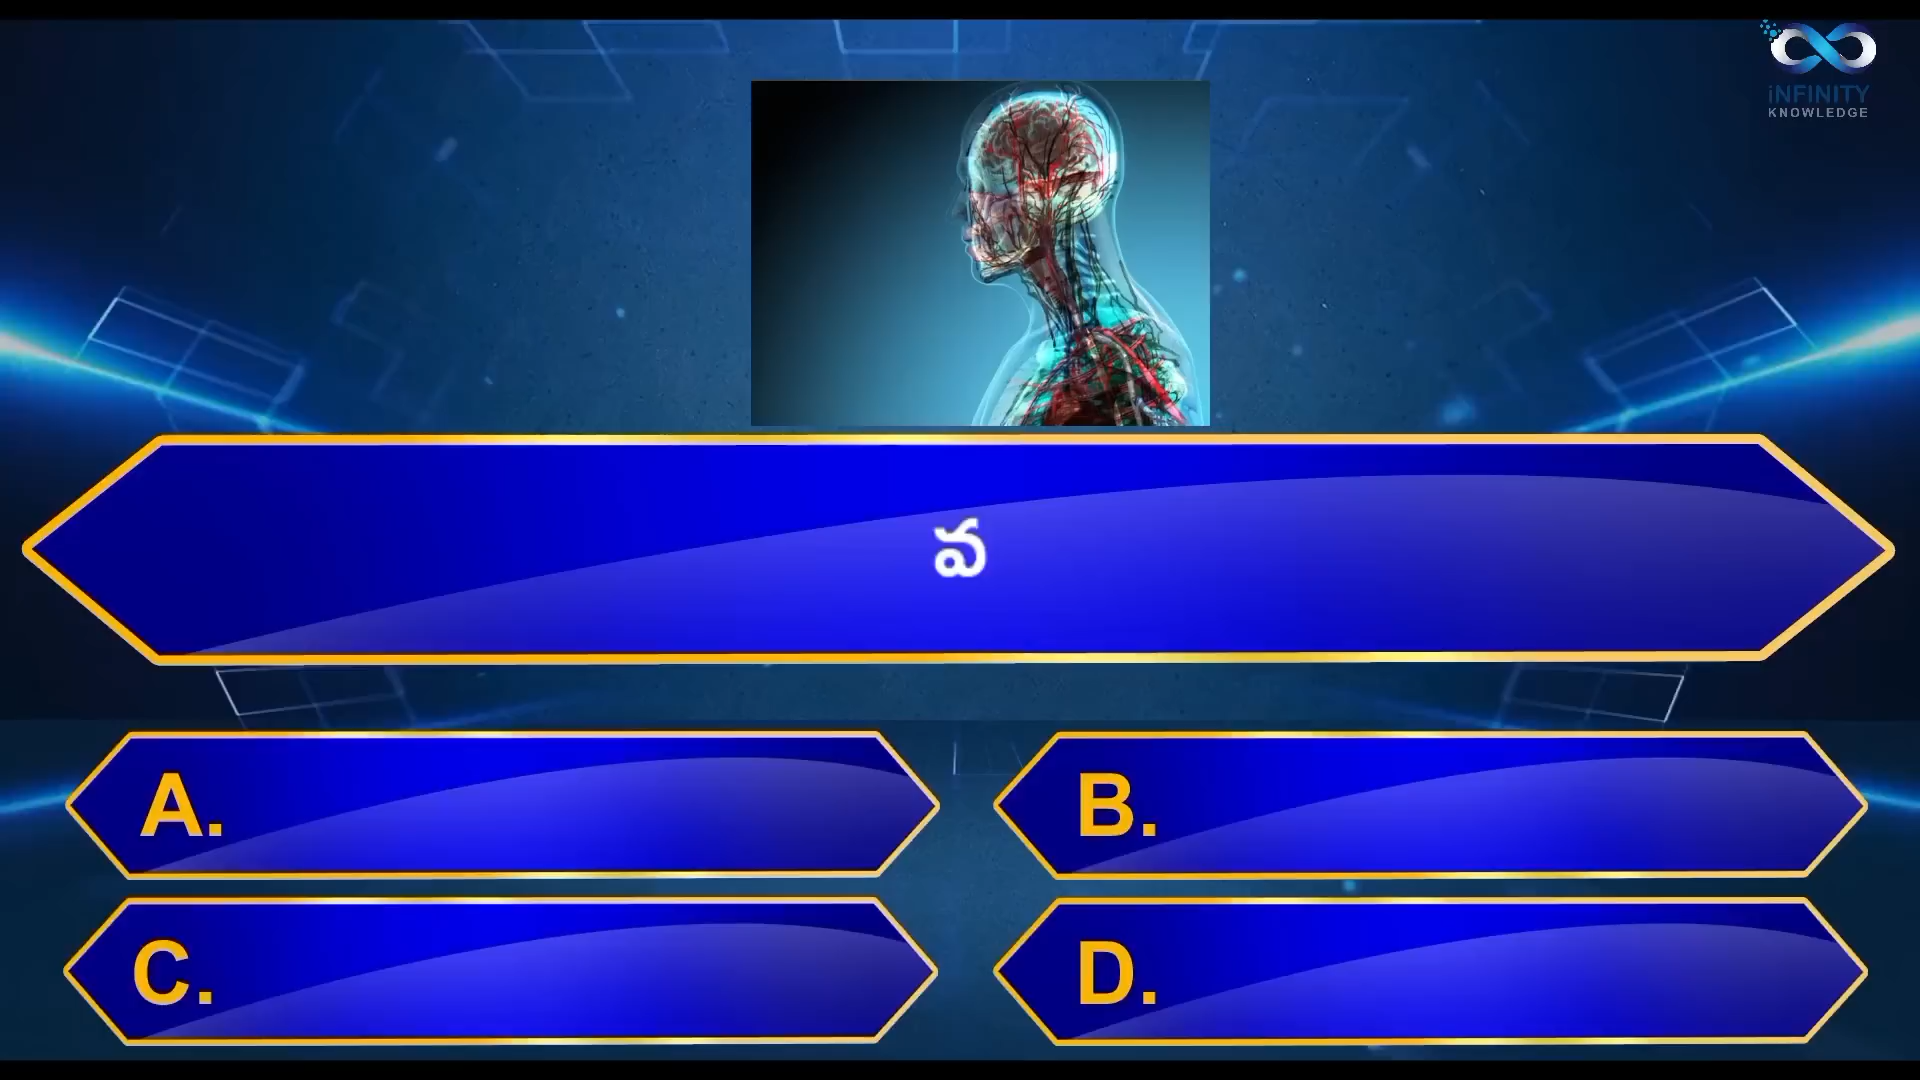 iNFINITY
KNOWLEDGE
వ
A.
B.
C.
D.